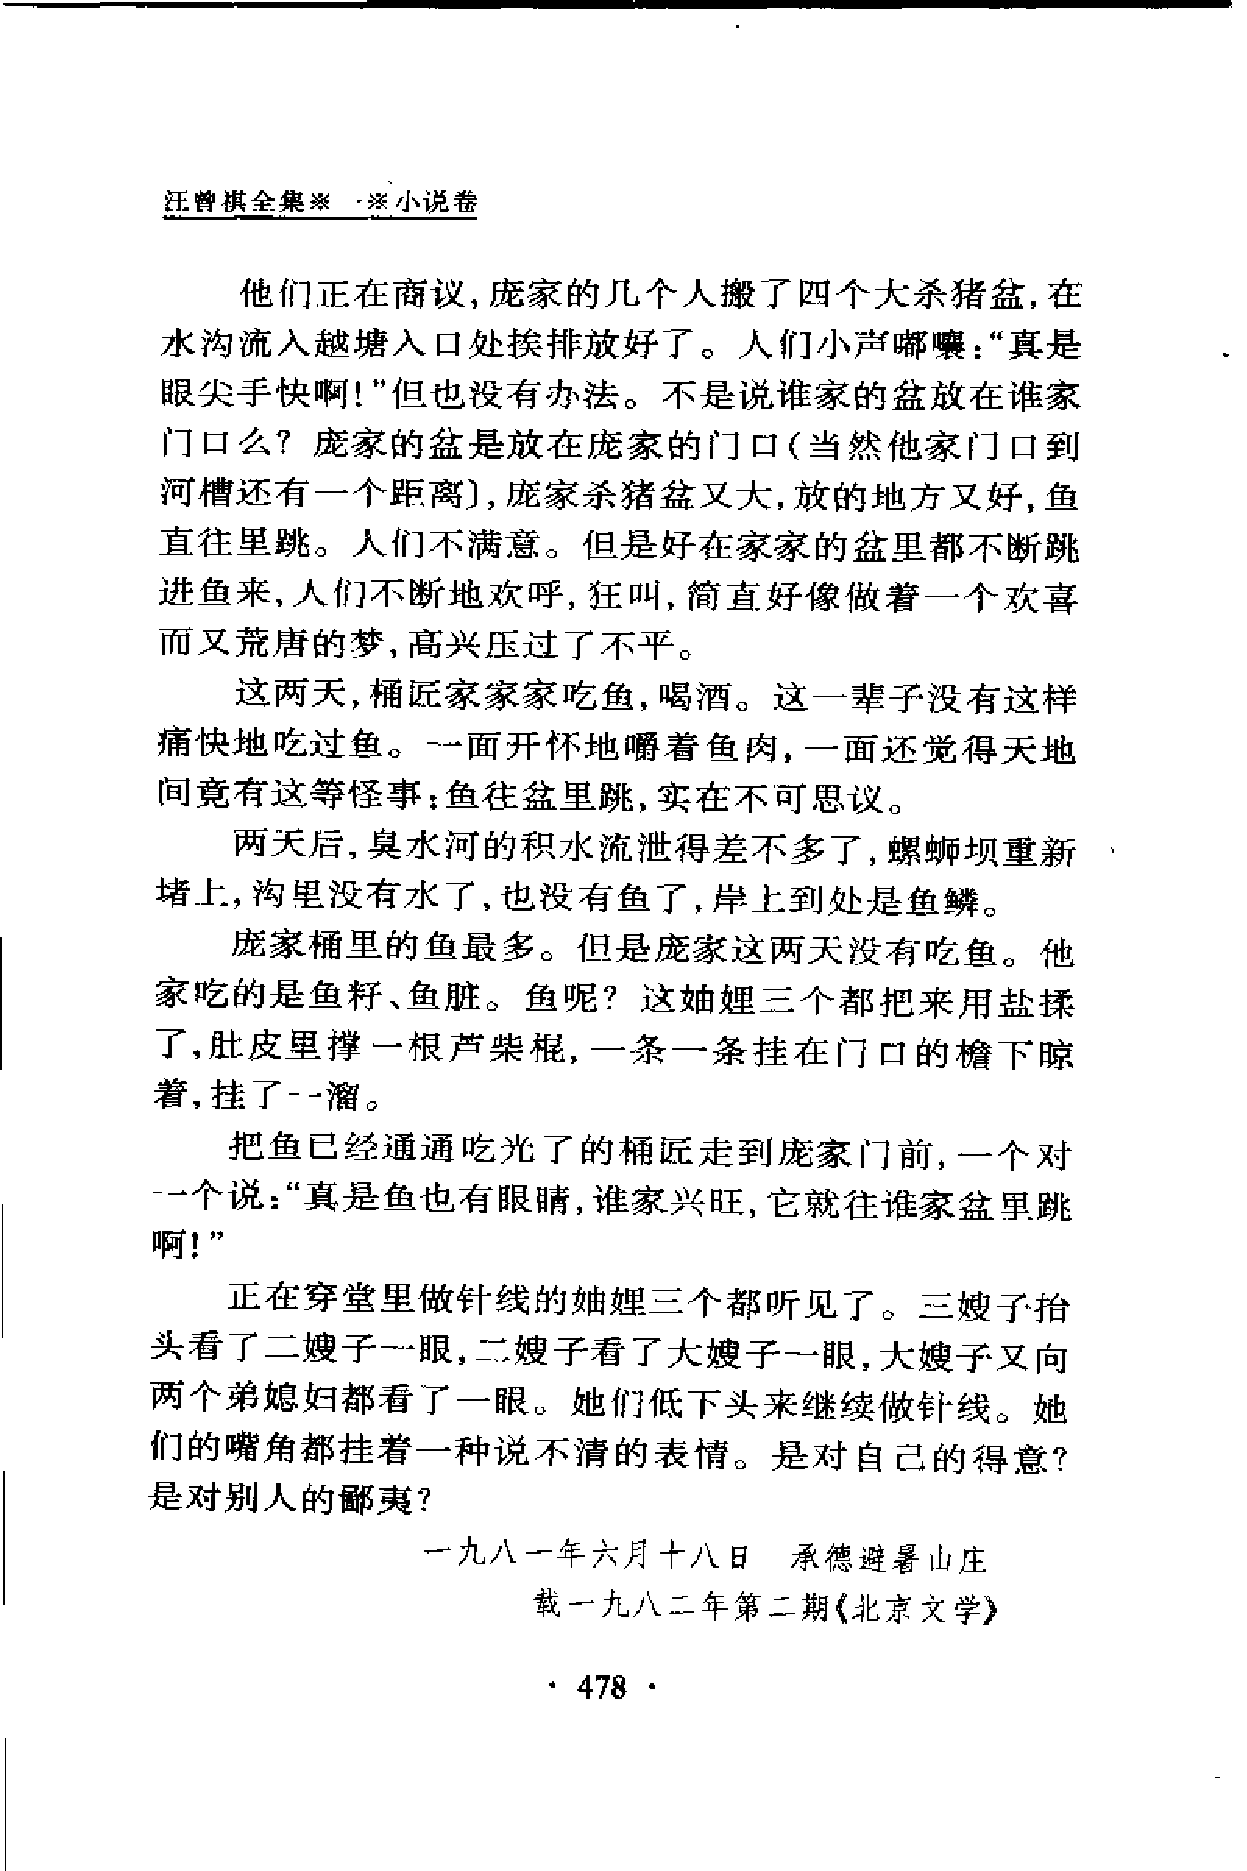 汪曾祺全集※ 一※小说卷
他们正在商议,庞家的几个人搬了四个大杀猪盆,在
水沟流入越塘入口处挨排放好了。人们小声嘟囔:“真是
眼尖手快啊!”但也没有办法。不是说谁家的盆放在谁家
门口么? 庞家的盆是放在庞家的门口(当然他家门口到
河槽还有一个距离),庞家杀猪盆又大,放的地方又好,鱼
直往里跳。人们不满意。但是好在家家的盆里都不断跳
进鱼来,人们不断地欢呼,狂叫,简直好像做着一个欢喜
而又荒唐的梦,高兴压过了不平。
这两天,桶匠家家家吃鱼,喝酒。这一辈子没有这样
痛快地吃过鱼。一面开怀地嚼着鱼肉,一面还觉得天地
间竟有这等怪事:鱼往盆里跳,实在不可思议。
两天后,臭水河的积水流泄得差不多了,螺蛳坝重新
堵上,沟里没有水了,也没有鱼了,岸上到处是鱼鳞。
庞家桶里的鱼最多。但是庞家这两天没有吃鱼。他
家吃的是鱼籽、鱼脏。鱼呢? 这妯娌三个都把来用盐揉
了,肚皮里撑一根芦柴棍,一条一条挂在门口的檐下晾
着,挂了一溜。
把鱼已经通通吃光了的桶匠走到庞家门前,一个对
一个说:“真是鱼也有眼睛,谁家兴旺,它就往谁家盆里跳
啊!”
正在穿堂里做针线的妯娌三个都听见了。三嫂子抬
头看了二嫂子一眼,二嫂子看了大嫂子一眼,大嫂子又向
两个弟媳妇都看了一眼。她们低下头来继续做针线。她
们的嘴角都挂着一种说不清的表情。是对自己的得意?
是对别人的鄙夷?
一九八一年六月十八日 承德避暑山庄
载一九八二年第二期《北京文学》
· 478 ·